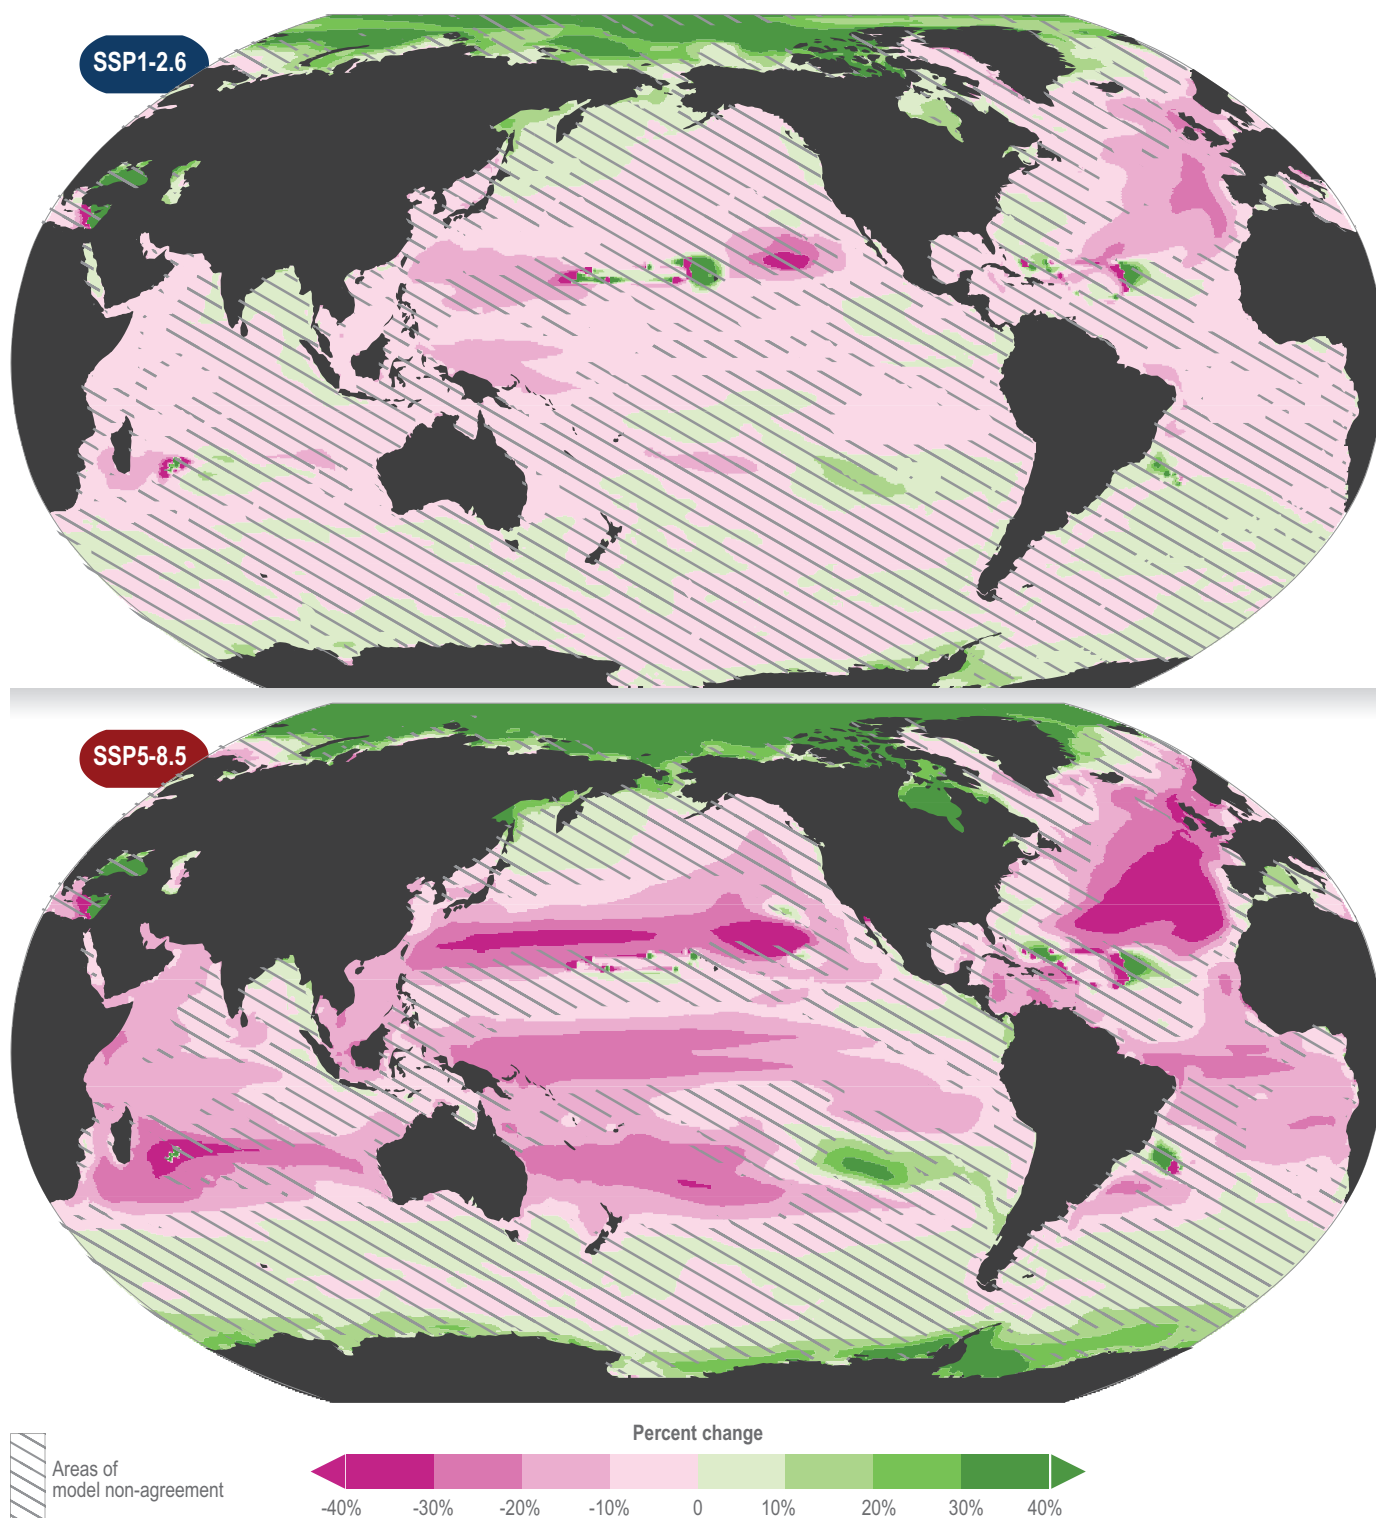 SSP1-2.6
SSP5-8.5
Percent change
Areas of
model non-agreement
-40% -30% -20% -10% 0 10% 20% 30% 40%